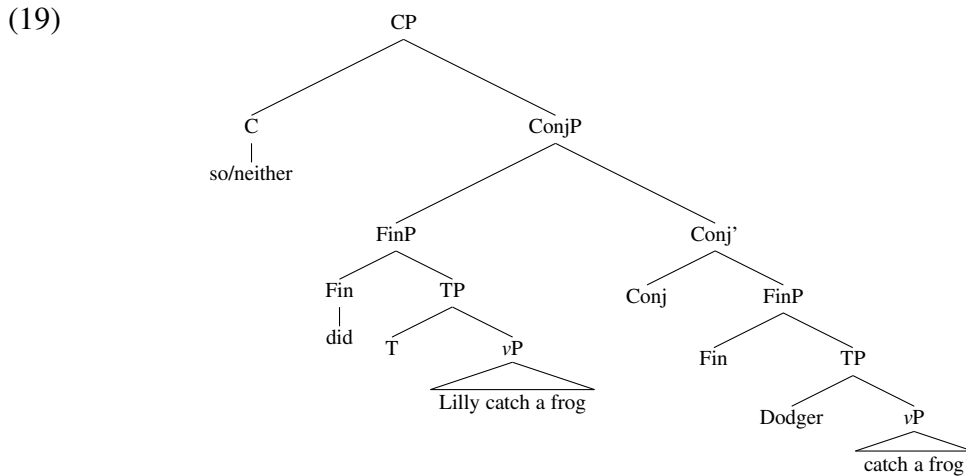 (19)
CP
C
ConjP
so/neither
FinP
Conj'
Fin
TP
Conj
FinP
did
T
vP
Fin
TP
Lilly catch a frog
Dodger
vP
catch a frog